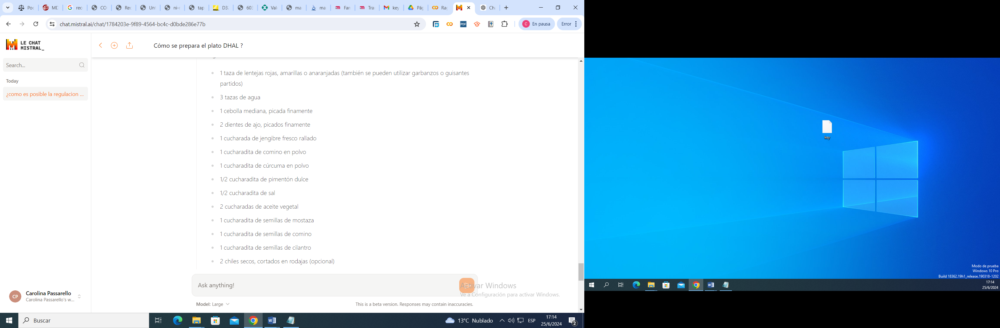 Poc
MD
rec
CO
Rec
Unt
ni-r
tap
D3
603
Val
ma
ma
Far
Tra
key
Pág
Rag
Ch
chat.mistral.ai/chat/1784203e-9f89-4564-bc4c-d0bde286e77b
PDF
C
En pausa
Error
LE CHAT
MISTRAL_
Cómo se prepara el plato DHAL ?
Search...
Today
¿como es posible la regulacion ...
1 taza de lentejas rojas, amarillas o anaranjadas (también se pueden utilizar garbanzos o guisantes
partidos)
3 tazas de agua
1 cebolla mediana, picada finamente
2 dientes de ajo, picados finamente
1 cucharada de jengibre fresco rallado
1 cucharadita de comino en polvo
1 cucharadita de cúrcuma en polvo
1/2 cucharadita de pimentón dulce
1/2 cucharadita de sal
2 cucharadas de aceite vegetal
1 cucharadita de semillas de mostaza
1 cucharadita de semillas de comino
1 cucharadita de semillas de cilantro
2 chiles secos, cortados en rodajas (opcional)
Ask anything!
Activar Windows
Ve a Configuración para activar Windows.
Model: Large
This is a beta version. Responses may contain inaccuracies.
CP
Carolina Passarello
Carolina Passarello's w...
Buscar
13°C Nublado
ESP
17:14
25/6/2024
2
key
Modo de prueba
Windows 10 Pro
Build 18362.19h1_release.190318-1202
17:14
25/6/2024